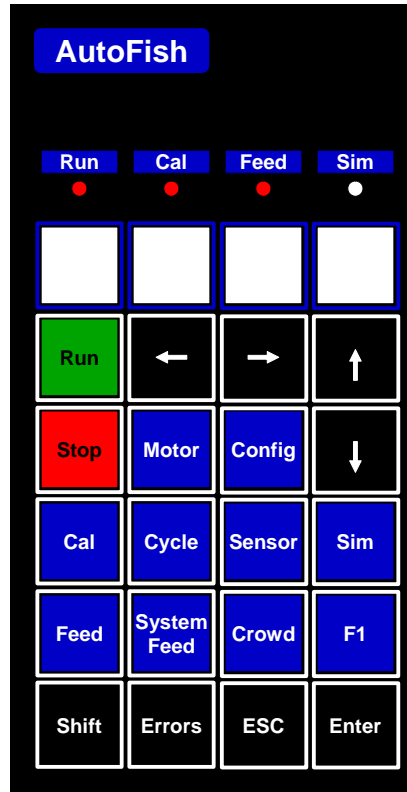 AutoFish
Run Cal Feed Sim
Run
Stop Motor Config
Cal Cycle Sensor Sim
Feed System Feed Crowd F1
Shift Errors ESC Enter